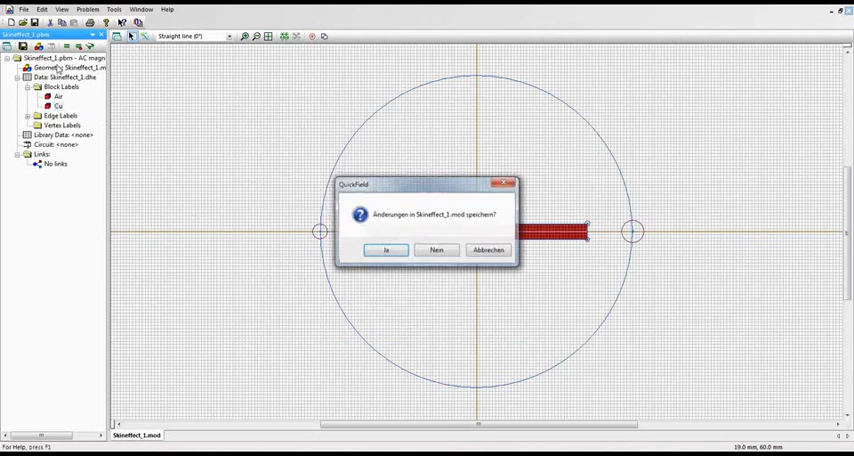 File Edit View Problem Tools Window Help
Straight line (0°)
Skineffect_1.pbm
Skineffect_1.pbm - AC magn
Geometry: Skineffect_1.m
Data: Skineffect_1.dhe
Block Labels
Air
Cu
Edge Labels
Vertex Labels
Library Data: <none>
Circuit: <none>
Links:
No links
QuickField
Änderungen in Skineffect_1.mod speichern?
Ja Nein Abbrechen
Skineffect_1.mod
For Help, press F1
19.0 mm, 60.0 mm